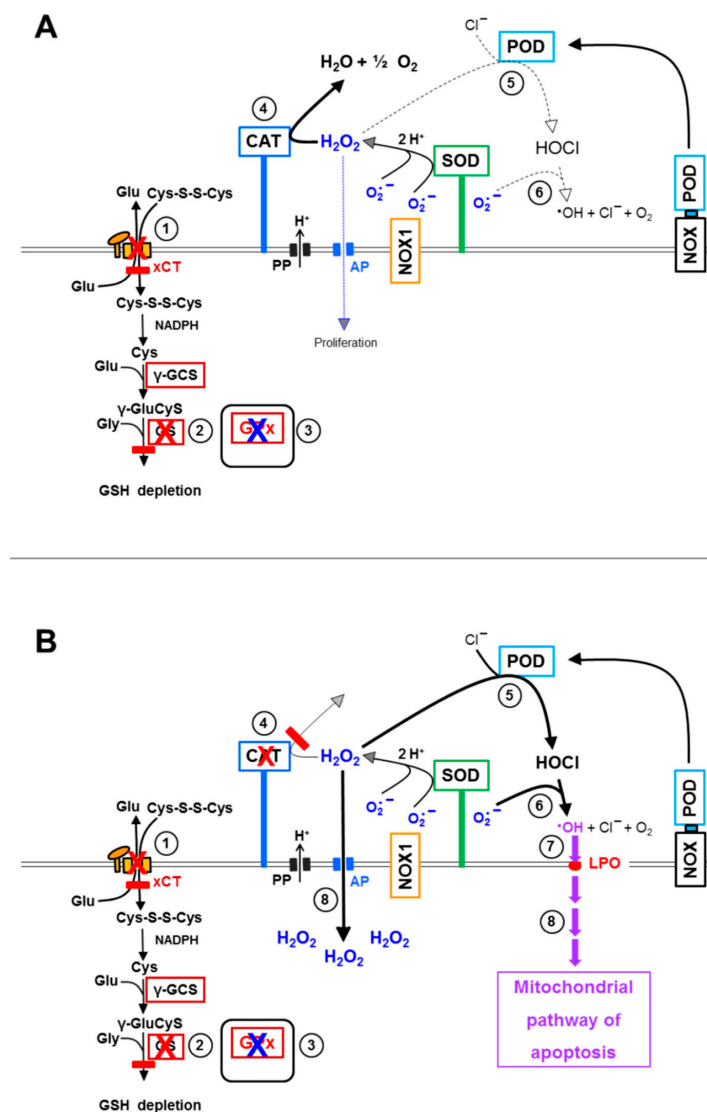 A
Cl⁻
POD
H₂O + ½ O₂
5
4
CAT
H₂O₂
2 H⁺
SOD
HOCl
POD
Glu
Cys-S-S-Cys
O₂•⁻
O₂•⁻
O₂•⁻
6
•OH + Cl⁻ + O₂
1
H⁺
NOX1
NOX
xCT
PP
AP
Glu
Cys-S-S-Cys
NADPH
Proliferation
Cys
Glu
γ-GCS
γ-GluCyS
Gly
GS
2
GPx
3
GSH depletion
B
Cl⁻
POD
5
4
CAT
H₂O₂
2 H⁺
SOD
HOCl
POD
Glu
Cys-S-S-Cys
O₂•⁻
O₂•⁻
O₂•⁻
6
•OH + Cl⁻ + O₂
1
H⁺
NOX1
7
LPO
NOX
xCT
PP
AP
Glu
8
Cys-S-S-Cys
H₂O₂
H₂O₂
H₂O₂
8
NADPH
Cys
Glu
γ-GCS
Mitochondrial
pathway of
apoptosis
γ-GluCyS
Gly
GS
2
GPx
3
GSH depletion